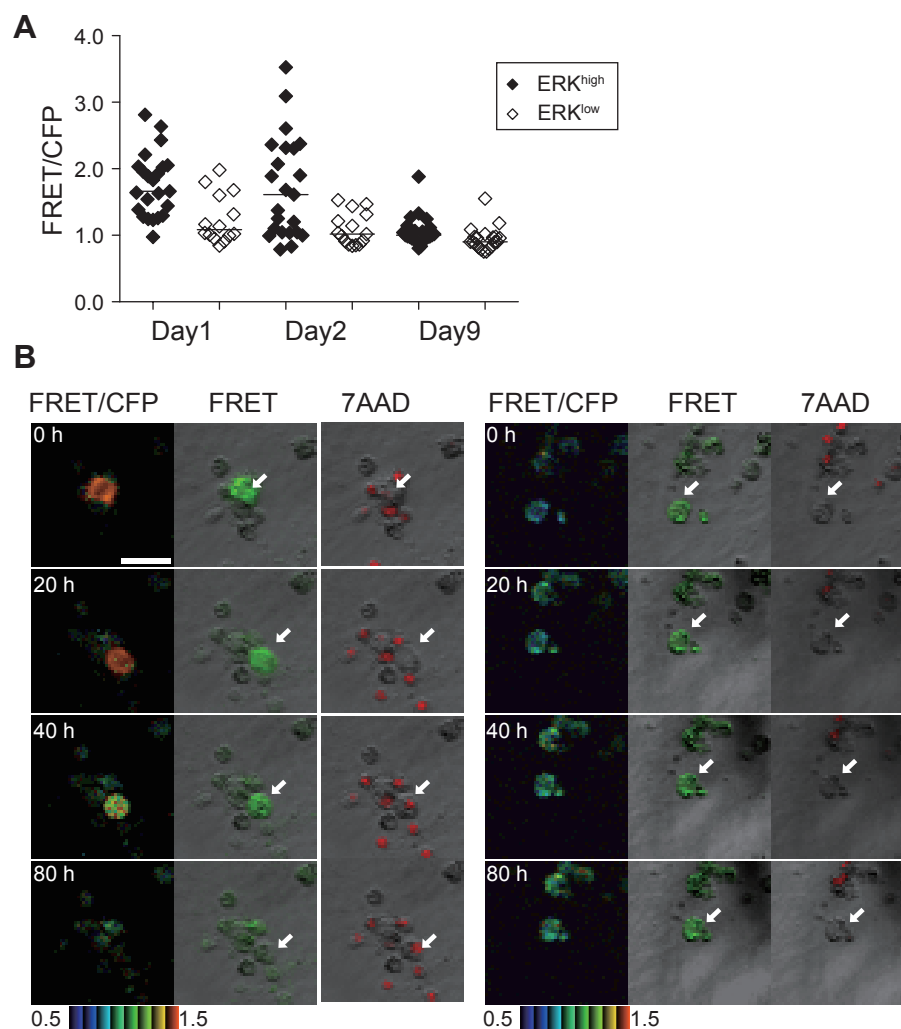 A
4.0
3.0
2.0
1.0
0.0
FRET/CFP
ERKhigh
ERKlow
Day1 Day2 Day9
B
FRET/CFP FRET 7AAD FRET/CFP FRET 7AAD
0 h 0 h
20 h 20 h
40 h 40 h
80 h 80 h
0.5 1.5 0.5 1.5